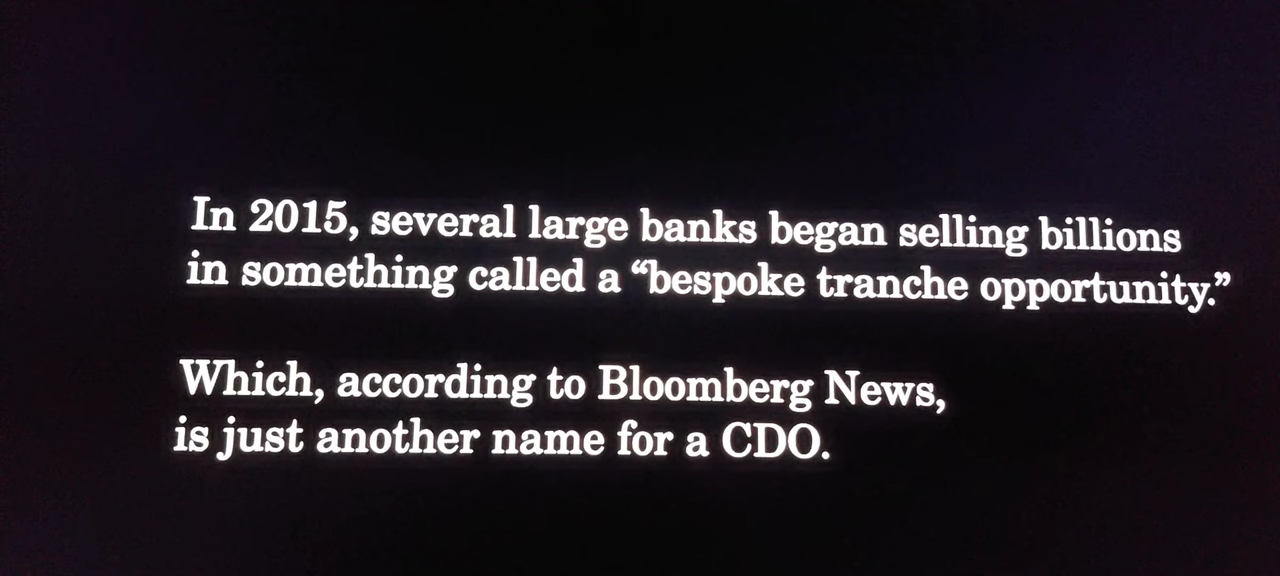 In 2015, several large banks began selling billions
in something called a “bespoke tranche opportunity.”
Which, according to Bloomberg News,
is just another name for a CDO.